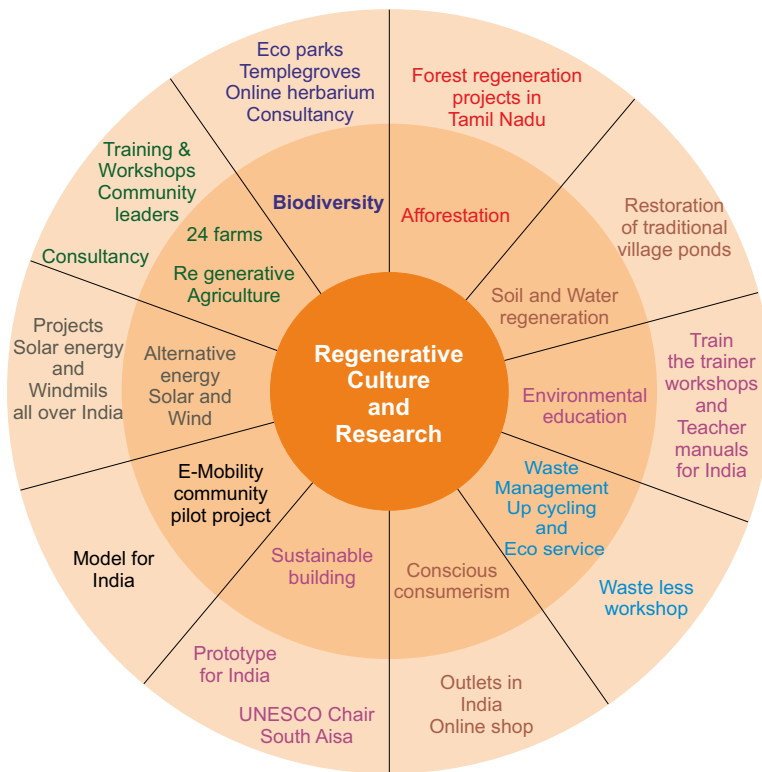 Regenerative
Culture
and
Research
Biodiversity
Eco parks
Templegroves
Online herbarium
Consultancy
Afforestation
Forest regeneration
projects in
Tamil Nadu
Soil and Water
regeneration
Restoration
of traditional
village ponds
Environmental
education
Train
the trainer
workshops
and
Teacher
manuals
for India
Waste
Management
Up cycling
and
Eco service
Waste less
workshop
Conscious
consumerism
Outlets in
India
Online shop
Sustainable
building
Prototype
for India
UNESCO Chair
South Aisa
E-Mobility
community
pilot project
Model for
India
Alternative
energy
Solar and
Wind
Projects
Solar energy
and
Windmils
all over India
24 farms
Re generative
Agriculture
Training &
Workshops
Community
leaders
Consultancy